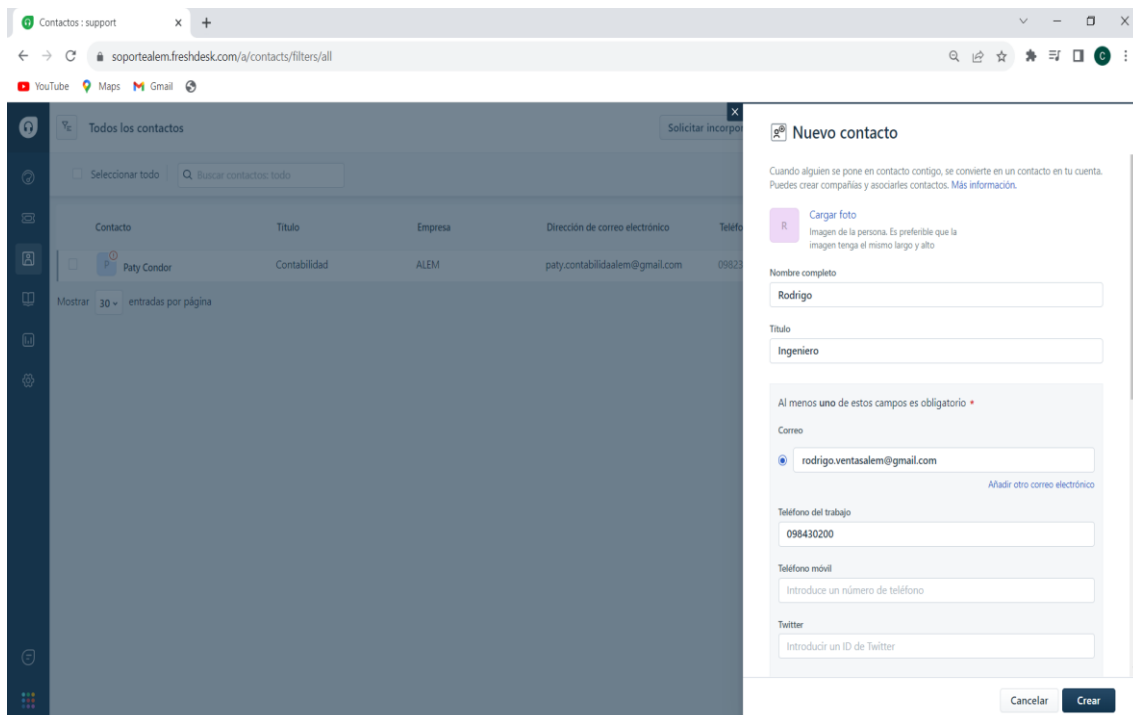 Contactos : support
soportealem.freshdesk.com/a/contacts/filters/all
C
YouTube Maps Gmail
Todos los contactos
Solicitar incorpo
Seleccionar todo
Buscar contactos: todo
Contacto Título Empresa Dirección de correo electrónico Teléfo
P Paty Condor Contabilidad ALEM paty.contabilidaalem@gmail.com 09823
Mostrar 30 entradas por página
Nuevo contacto
Cuando alguien se pone en contacto contigo, se convierte en un contacto en tu cuenta.
Puedes crear compañías y asociarles contactos. Más información.
R
Cargar foto
Imagen de la persona. Es preferible que la
imagen tenga el mismo largo y alto
Nombre completo
Rodrigo
Título
Ingeniero
Al menos uno de estos campos es obligatorio *
Correo
rodrigo.ventasalem@gmail.com
Añadir otro correo electrónico
Teléfono del trabajo
098430200
Teléfono móvil
Introduce un número de teléfono
Twitter
Introducir un ID de Twitter
Cancelar Crear